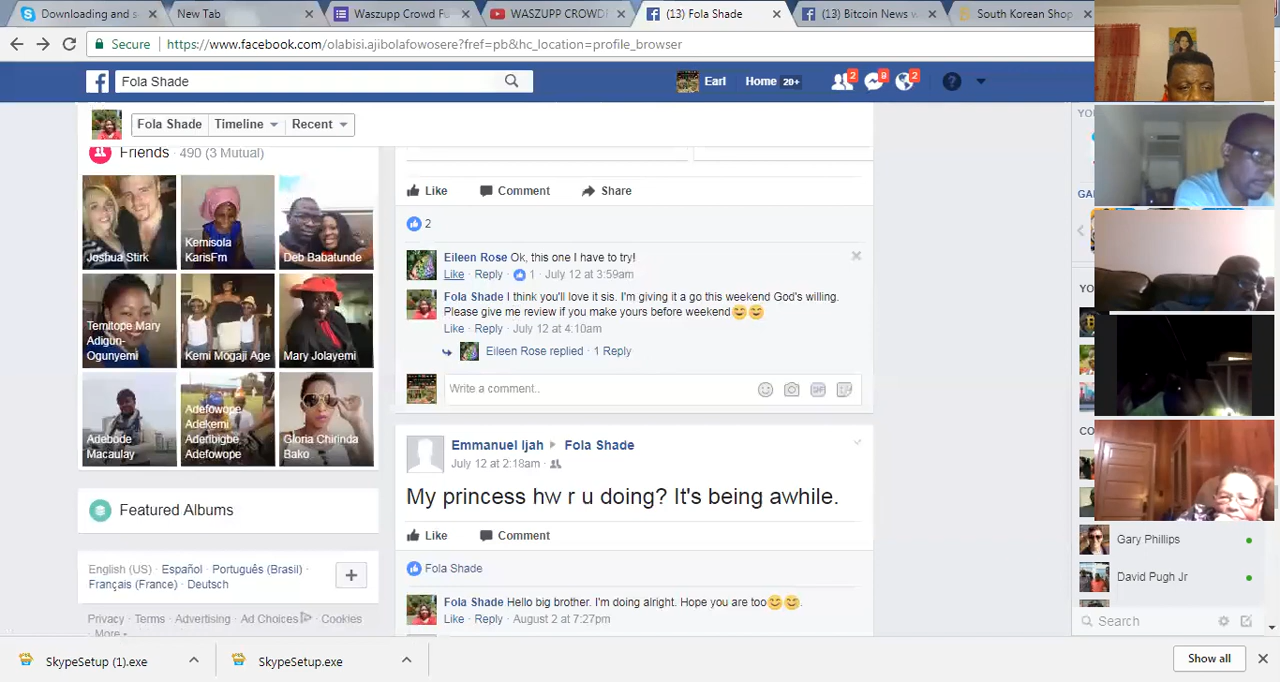 Downloading and s
New Tab
Waszupp Crowd Fu
WASZUPP CROWDF
(13) Fola Shade
(13) Bitcoin News w
South Korean Shop
Secure
https://www.facebook.com/olabisi.ajibolafowosere?fref=pb&hc_location=profile_browser
Fola Shade
Earl
Home 20+
2
9
2
Fola Shade
Timeline
Recent
Friends · 490 (3 Mutual)
Joshua Stirk
Kemisola
KarisFm
Deb Babatunde
Temitope Mary
Adigun-
Ogunyemi
Kemi Mogaji Age
Mary Jolayemi
Adebode
Macaulay
Adefowope
Adekemi
Aderibigbe
Adefowope
Gloria Chirinda
Bako
Featured Albums
English (US) · Español · Português (Brasil) ·
Français (France) · Deutsch
Privacy · Terms · Advertising · Ad Choices · Cookies
· More
Like Comment Share
2
Eileen Rose Ok, this one I have to try!
Like · Reply · 1 · July 12 at 3:59am
Fola Shade I think you'll love it sis. I'm giving it a go this weekend God's willing.
Please give me review if you make yours before weekend😊😊
Like · Reply · July 12 at 4:10am
Eileen Rose replied · 1 Reply
Write a comment..
Emmanuel Ijah ▸ Fola Shade
July 12 at 2:18am ·
My princess hw r u doing? It's being awhile.
Like Comment
Fola Shade
Fola Shade Hello big brother. I'm doing alright. Hope you are too😊😊.
Like · Reply · August 2 at 7:27pm
YO
GA
YO
CO
Gary Phillips
David Pugh Jr
Search
SkypeSetup (1).exe
SkypeSetup.exe
Show all